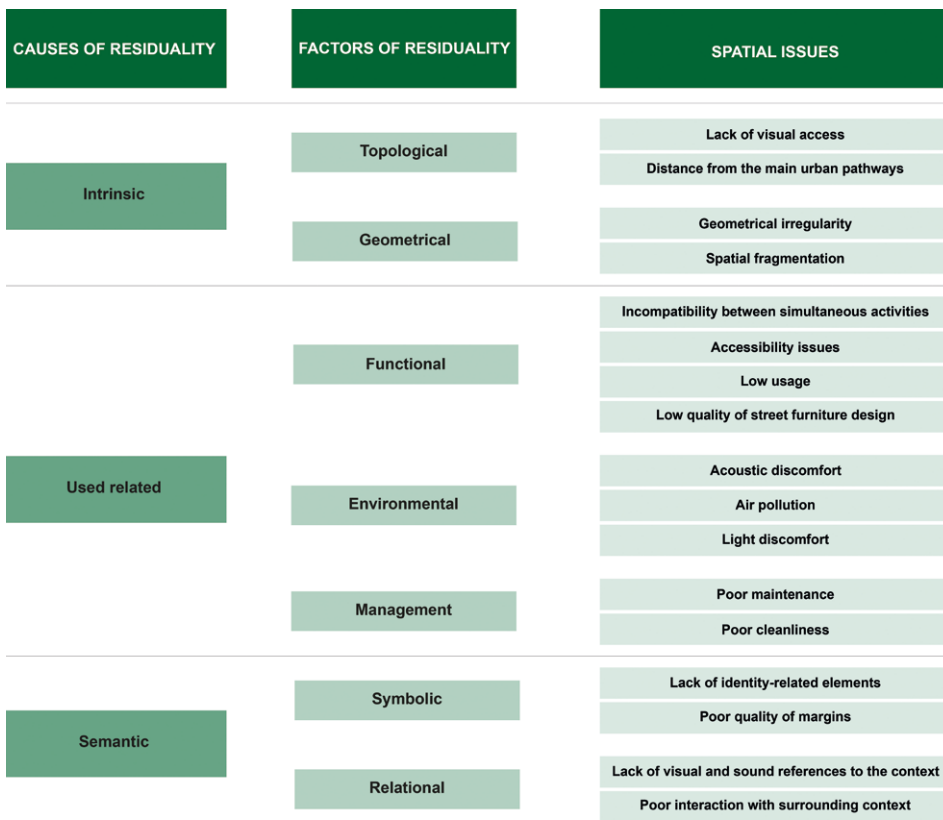 CAUSES OF RESIDUALITY
FACTORS OF RESIDUALITY
SPATIAL ISSUES
Intrinsic
Topological
Lack of visual access
Distance from the main urban pathways
Geometrical
Geometrical irregularity
Spatial fragmentation
Used related
Functional
Incompatibility between simultaneous activities
Accessibility issues
Low usage
Low quality of street furniture design
Environmental
Acoustic discomfort
Air pollution
Light discomfort
Management
Poor maintenance
Poor cleanliness
Semantic
Symbolic
Lack of identity-related elements
Poor quality of margins
Relational
Lack of visual and sound references to the context
Poor interaction with surrounding context